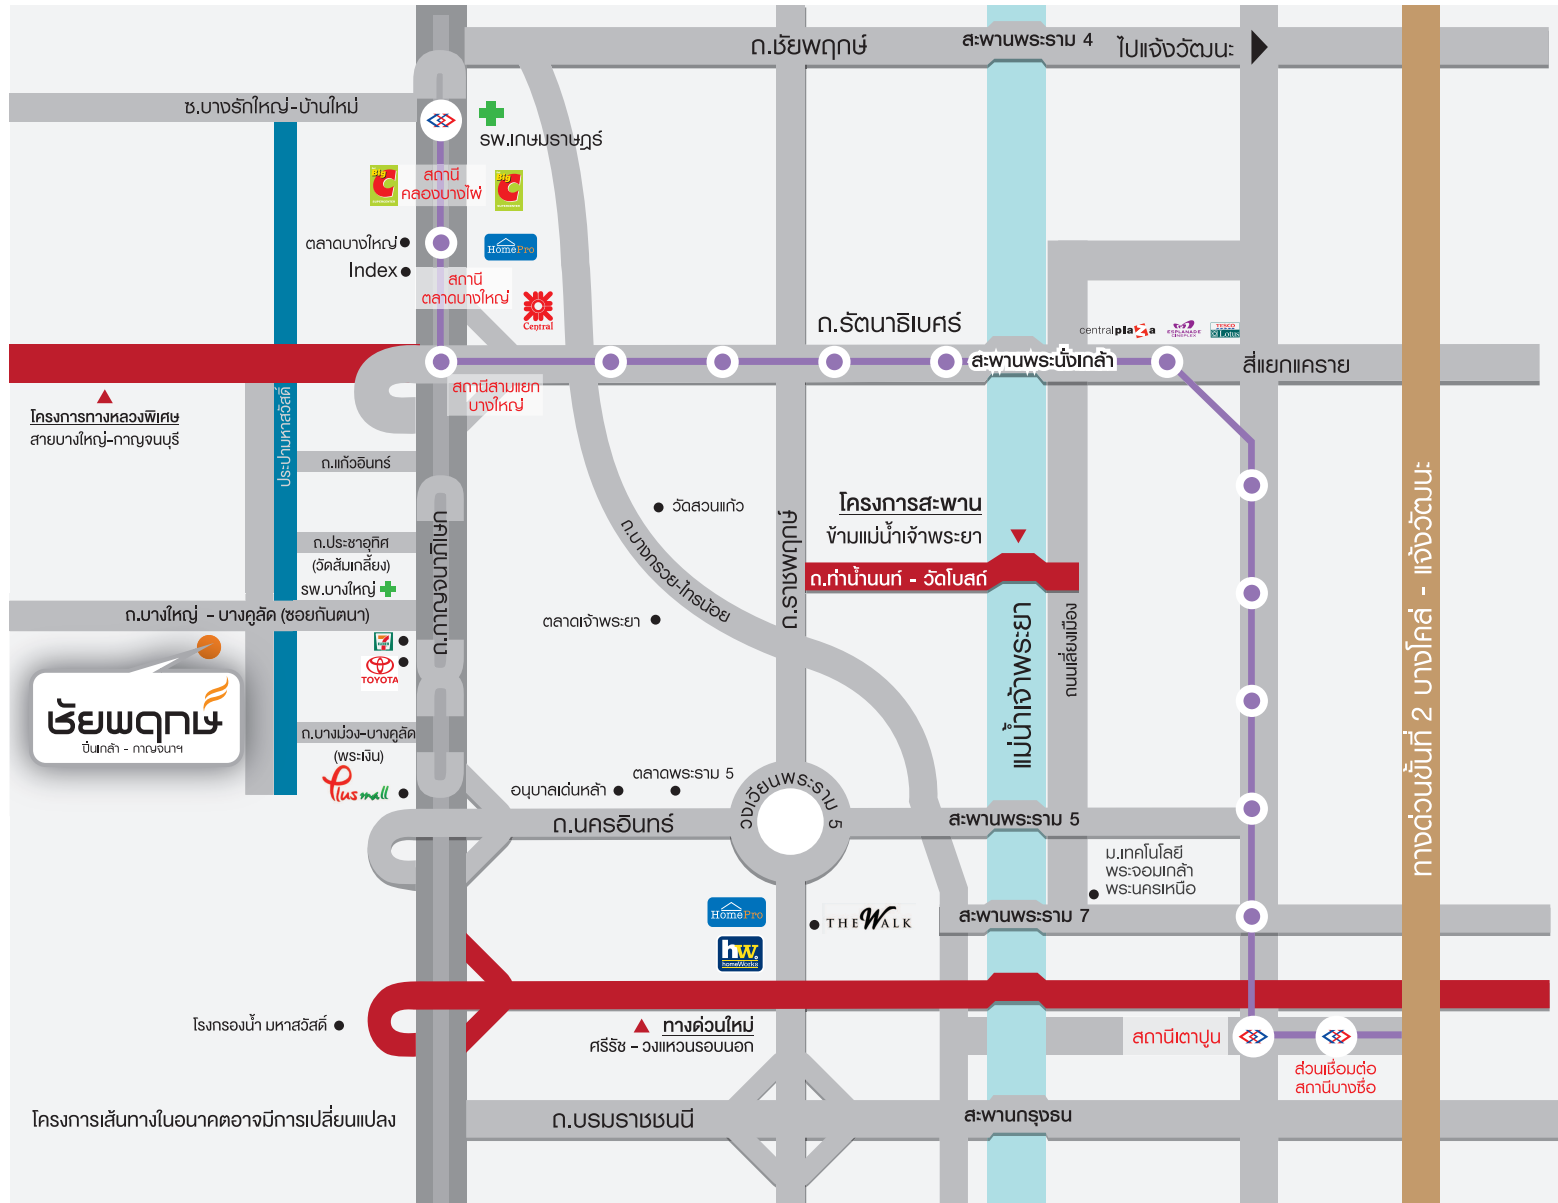 ถ.ชัยพฤกษ์
สะพานพระราม 4
ไปแจ้งวัฒนะ
ซ.บางรักใหญ่-บ้านใหม่
รพ.เกษมราษฎร์
Big C
สถานี
คลองบางไผ่
Big C
ตลาดบางใหญ่
HomePro
Index
สถานี
ตลาดบางใหญ่
Central
ถ.รัตนาธิเบศร์
centralplaza
ESPLANADE
CINEPLEX
TESCO
Lotus
สะพานพระนั่งเกล้า
สี่แยกแคราย
สถานีสามแยก
บางใหญ่
โครงการทางหลวงพิเศษ
สายบางใหญ่-กาญจนบุรี
ประปามหาสวัสดิ์
ถ.แก้วอินทร์
ถ.กาญจนาภิเษก
วัดสวนแก้ว
ถ.บางกรวย-ไทรน้อย
ถ.ราชพฤกษ์
โครงการสะพาน
ข้ามแม่น้ำเจ้าพระยา
ถ.ท่าน้ำนนท์ - วัดโบสถ์
ถ.ประชาอุทิศ
(วัดส้มเกลี้ยง)
รพ.บางใหญ่
ถ.บางใหญ่ - บางคูลัด (ซอยกันตนา)
ตลาดเจ้าพระยา
แม่น้ำเจ้าพระยา
ถนนเลี่ยงเมือง
ทางด่วนขั้นที่ 2 บางโคล่ - แจ้งวัฒนะ
TOYOTA
ชัยพฤกษ์
ปิ่นเกล้า - กาญจนาฯ
ถ.บางม่วง-บางคูลัด
(พระเงิน)
Plus mall
อนุบาลเด่นหล้า
ตลาดพระราม 5
วงเวียนพระราม 5
ถ.นครอินทร์
สะพานพระราม 5
ม.เทคโนโลยี
พระจอมเกล้า
พระนครเหนือ
HomePro
THE WALK
สะพานพระราม 7
hw.
homeWorks
โรงกรองน้ำ มหาสวัสดิ์
ทางด่วนใหม่
ศรีรัช - วงแหวนรอบนอก
สถานีเตาปูน
ส่วนเชื่อมต่อ
สถานีบางซื่อ
โครงการเส้นทางในอนาคตอาจมีการเปลี่ยนแปลง
ถ.บรมราชชนนี
สะพานกรุงธน